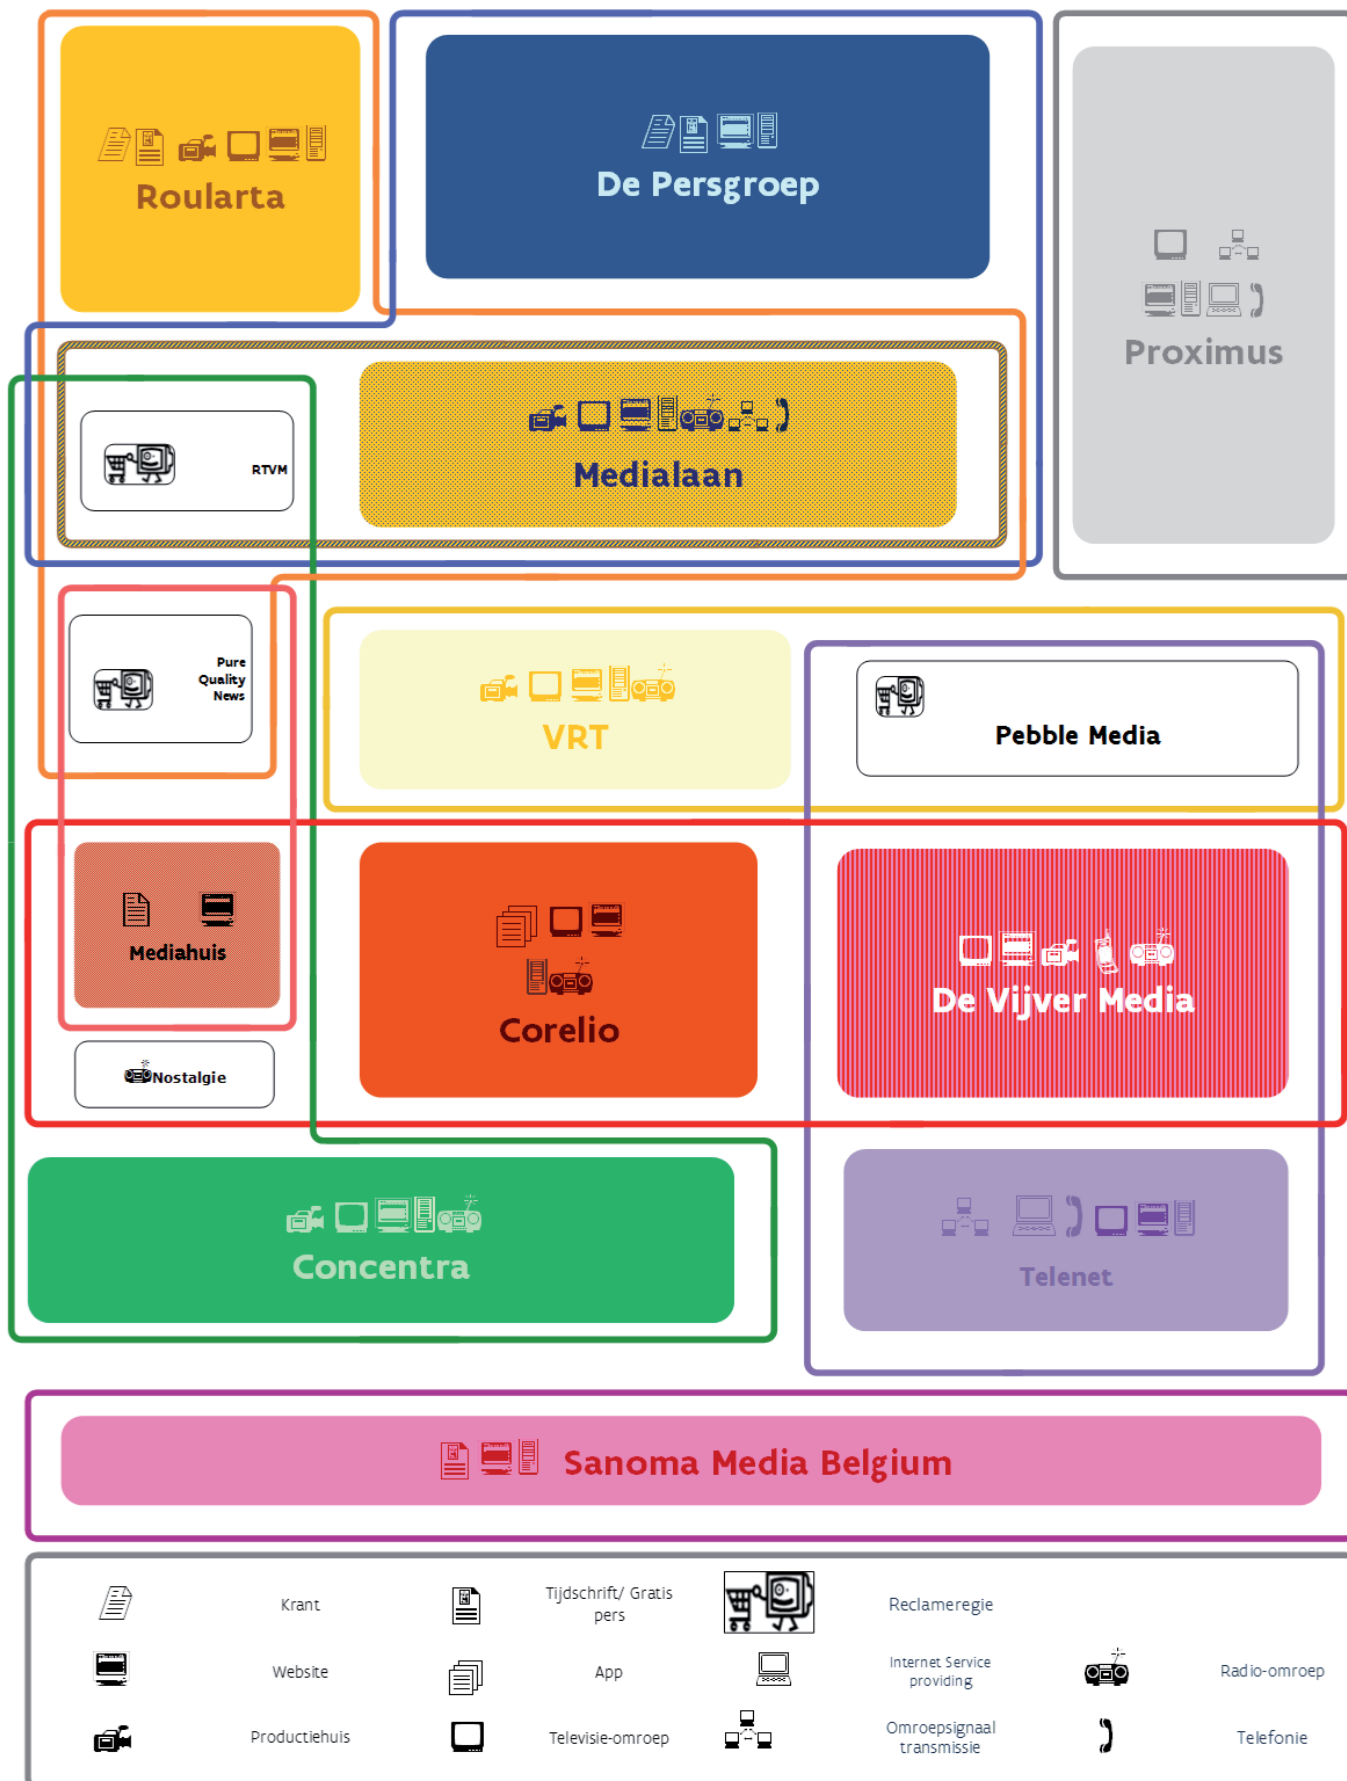 Roularta
De Persgroep
Proximus
RTVM
Medialaan
Pure
Quality
News
VRT
Pebble Media
Mediahuis
Corelio
De Vijver Media
Nostalgie
Concentra
Telenet
Sanoma Media Belgium
Krant
Tijdschrift/ Gratis
pers
Reclameregie
Website
App
Internet Service
providing
Radio-omroep
Productiehuis
Televisie-omroep
Omroepsignaal
transmissie
Telefonie